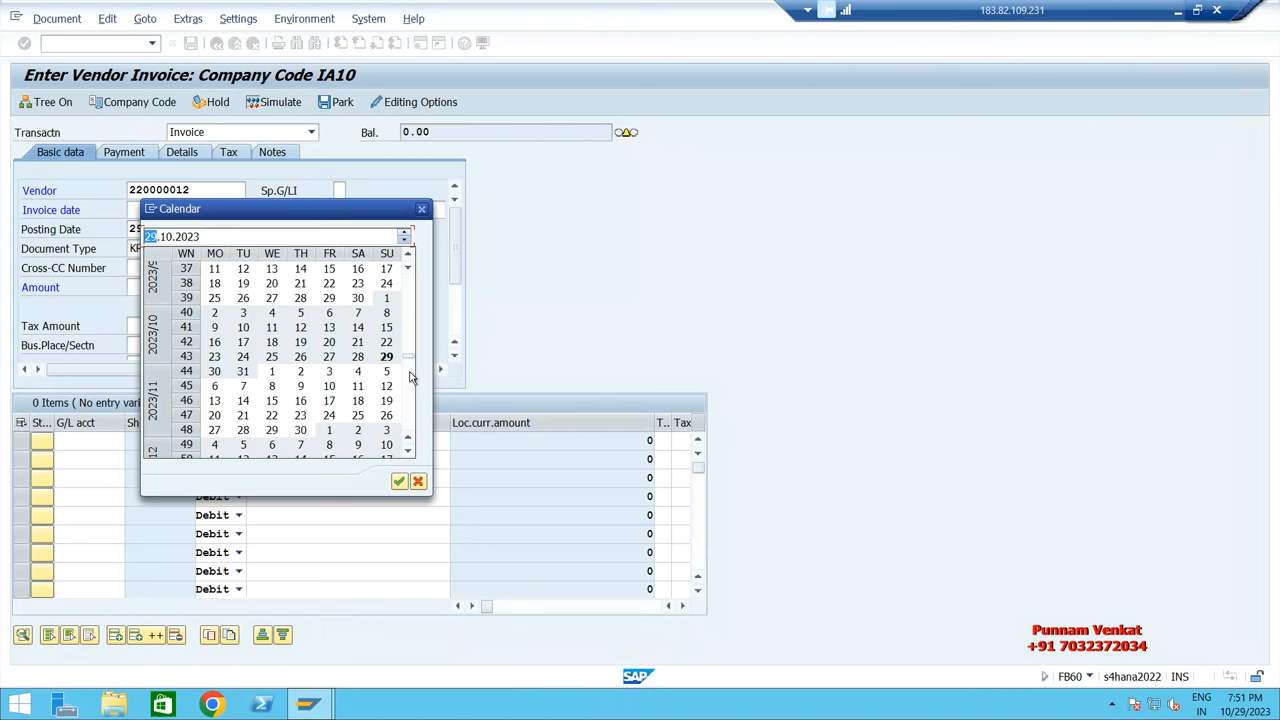 Document Edit Goto Extras Settings Environment System Help
183.82.109.231
Enter Vendor Invoice: Company Code IA10
Tree On Company Code Hold Simulate Park Editing Options
Transactn Invoice Bal. 0.00
Basic data Payment Details Tax Notes
Vendor 220000012 Sp.G/LI
Invoice date
Posting Date
Document Type
Cross-CC Number
Amount
Tax Amount
Bus.Place/Sectn
Calendar
29.10.2023
WN MO TU WE TH FR SA SU
37 11 12 13 14 15 16 17
38 18 19 20 21 22 23 24
39 25 26 27 28 29 30 1
40 2 3 4 5 6 7 8
41 9 10 11 12 13 14 15
42 16 17 18 19 20 21 22
43 23 24 25 26 27 28 29
44 30 31 1 2 3 4 5
45 6 7 8 9 10 11 12
46 13 14 15 16 17 18 19
47 20 21 22 23 24 25 26
48 27 28 29 30 1 2 3
49 4 5 6 7 8 9 10
2023/9
2023/10
2023/11
12
0 Items ( No entry vari
St... G/L acct Loc.curr.amount T.. Tax
0
0
0
0
Debit 0
Debit 0
Debit 0
Debit 0
Debit 0
Punnam Venkat
+91 7032372034
SAP FB60 s4hana2022 INS
ENG 7:51 PM
IN 10/29/2023